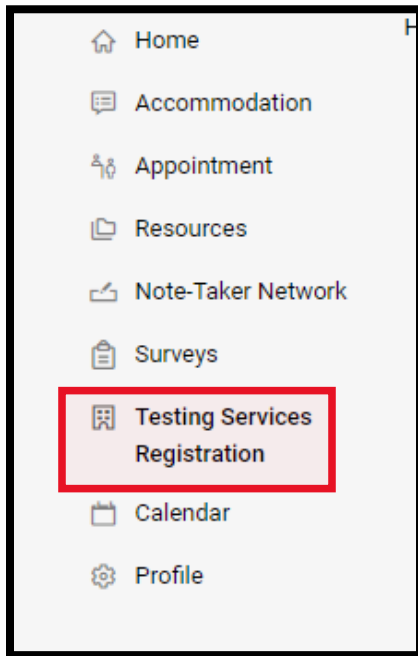 H
Home
Accommodation
Appointment
Resources
Note-Taker Network
Surveys
Testing Services
Registration
Calendar
Profile